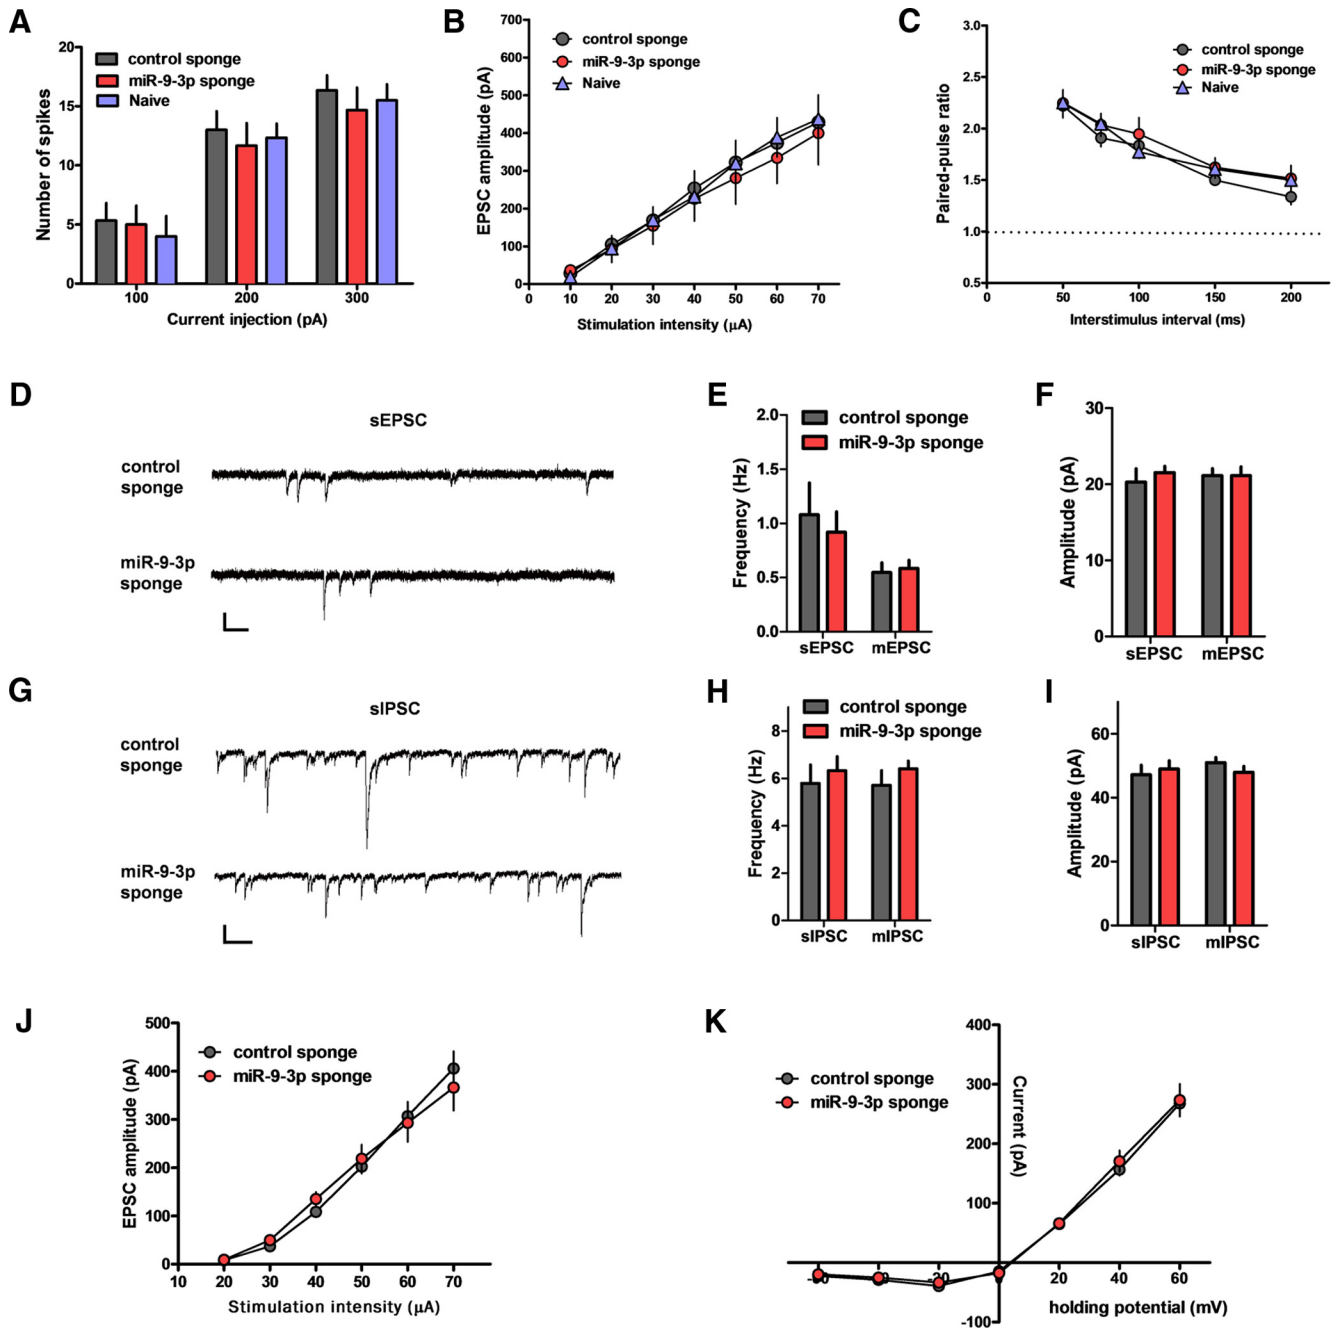 A
20
15
10
5
0
Number of spikes
control sponge
miR-9-3p sponge
Naive
100
200
300
Current injection (pA)
B
700
600
500
400
300
200
100
0
EPSC amplitude (pA)
control sponge
miR-9-3p sponge
Naive
0 10 20 30 40 50 60 70
Stimulation intensity (μA)
C
3.0
2.5
2.0
1.5
1.0
0.5
Paired-pulse ratio
control sponge
miR-9-3p sponge
Naive
0 50 100 150 200
Interstimulus interval (ms)
D
sEPSC
control
sponge
miR-9-3p
sponge
E
2.0
1.5
1.0
0.5
0.0
Frequency (Hz)
control sponge
miR-9-3p sponge
sEPSC mEPSC
F
30
20
10
0
Amplitude (pA)
sEPSC mEPSC
G
sIPSC
control
sponge
miR-9-3p
sponge
H
8
6
4
2
0
Frequency (Hz)
control sponge
miR-9-3p sponge
sIPSC mIPSC
I
60
40
20
0
Amplitude (pA)
sIPSC mIPSC
J
500
400
300
200
100
0
EPSC amplitude (pA)
control sponge
miR-9-3p sponge
10 20 30 40 50 60 70
Stimulation intensity (μA)
K
400
300
200
100
-100
Current (pA)
control sponge
miR-9-3p sponge
20 40 60
holding potential (mV)